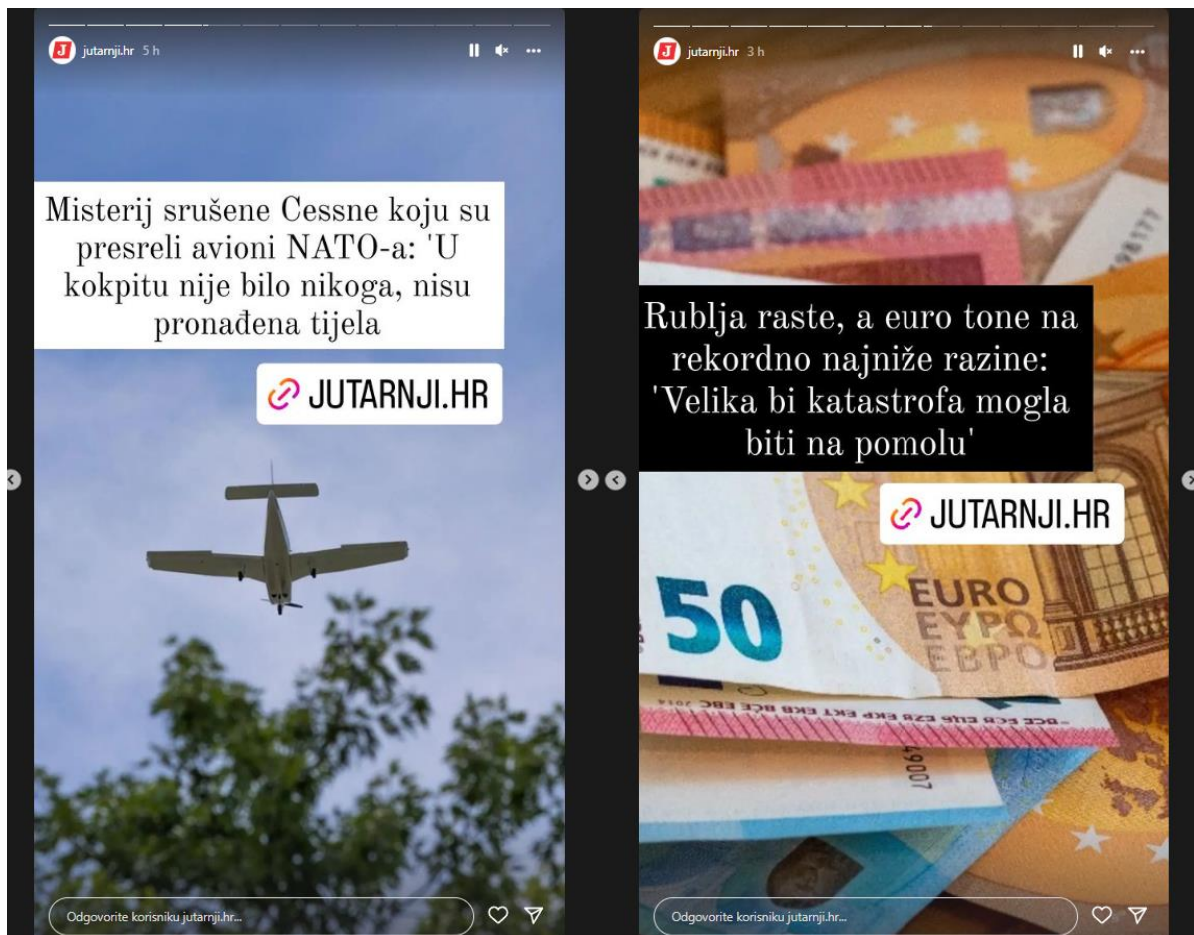 jutarnji.hr 5 h
Misterij srušene Cessne koju su
presreli avioni NATO-a: 'U
kokpitu nije bilo nikoga, nisu
pronađena tijela
JUTARNJI.HR
Odgovorite korisniku jutarnji.hr...
jutarnji.hr 3 h
Rublja raste, a euro tone na
rekordno najniže razine:
'Velika bi katastrofa mogla
biti na pomolu'
JUTARNJI.HR
50
EURO
ΕΥΡΩ
ЕВРО
49007
498177
Odgovorite korisniku jutarnji.hr...